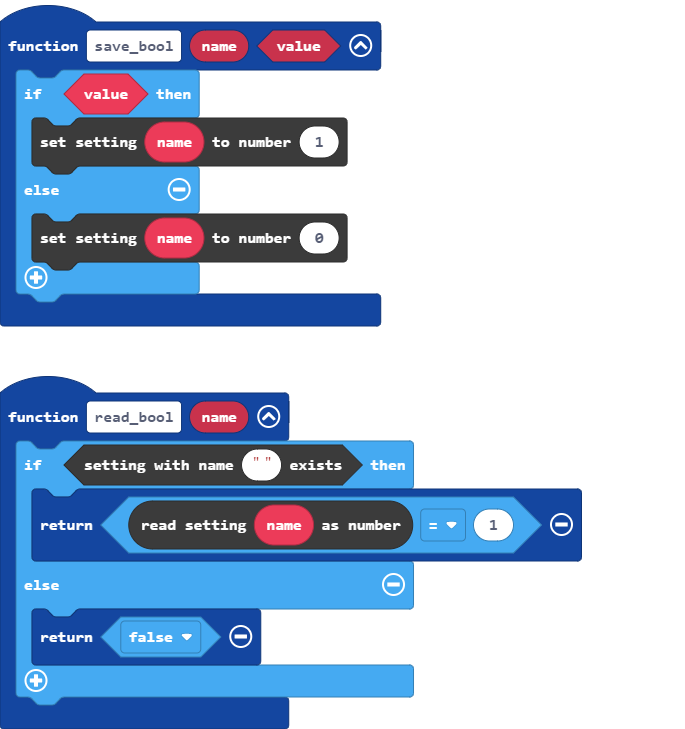 function save_bool name value
if value then
set setting name to number 1
else
set setting name to number 0
function read_bool name
if setting with name " " exists then
return read setting name as number = 1
else
return false